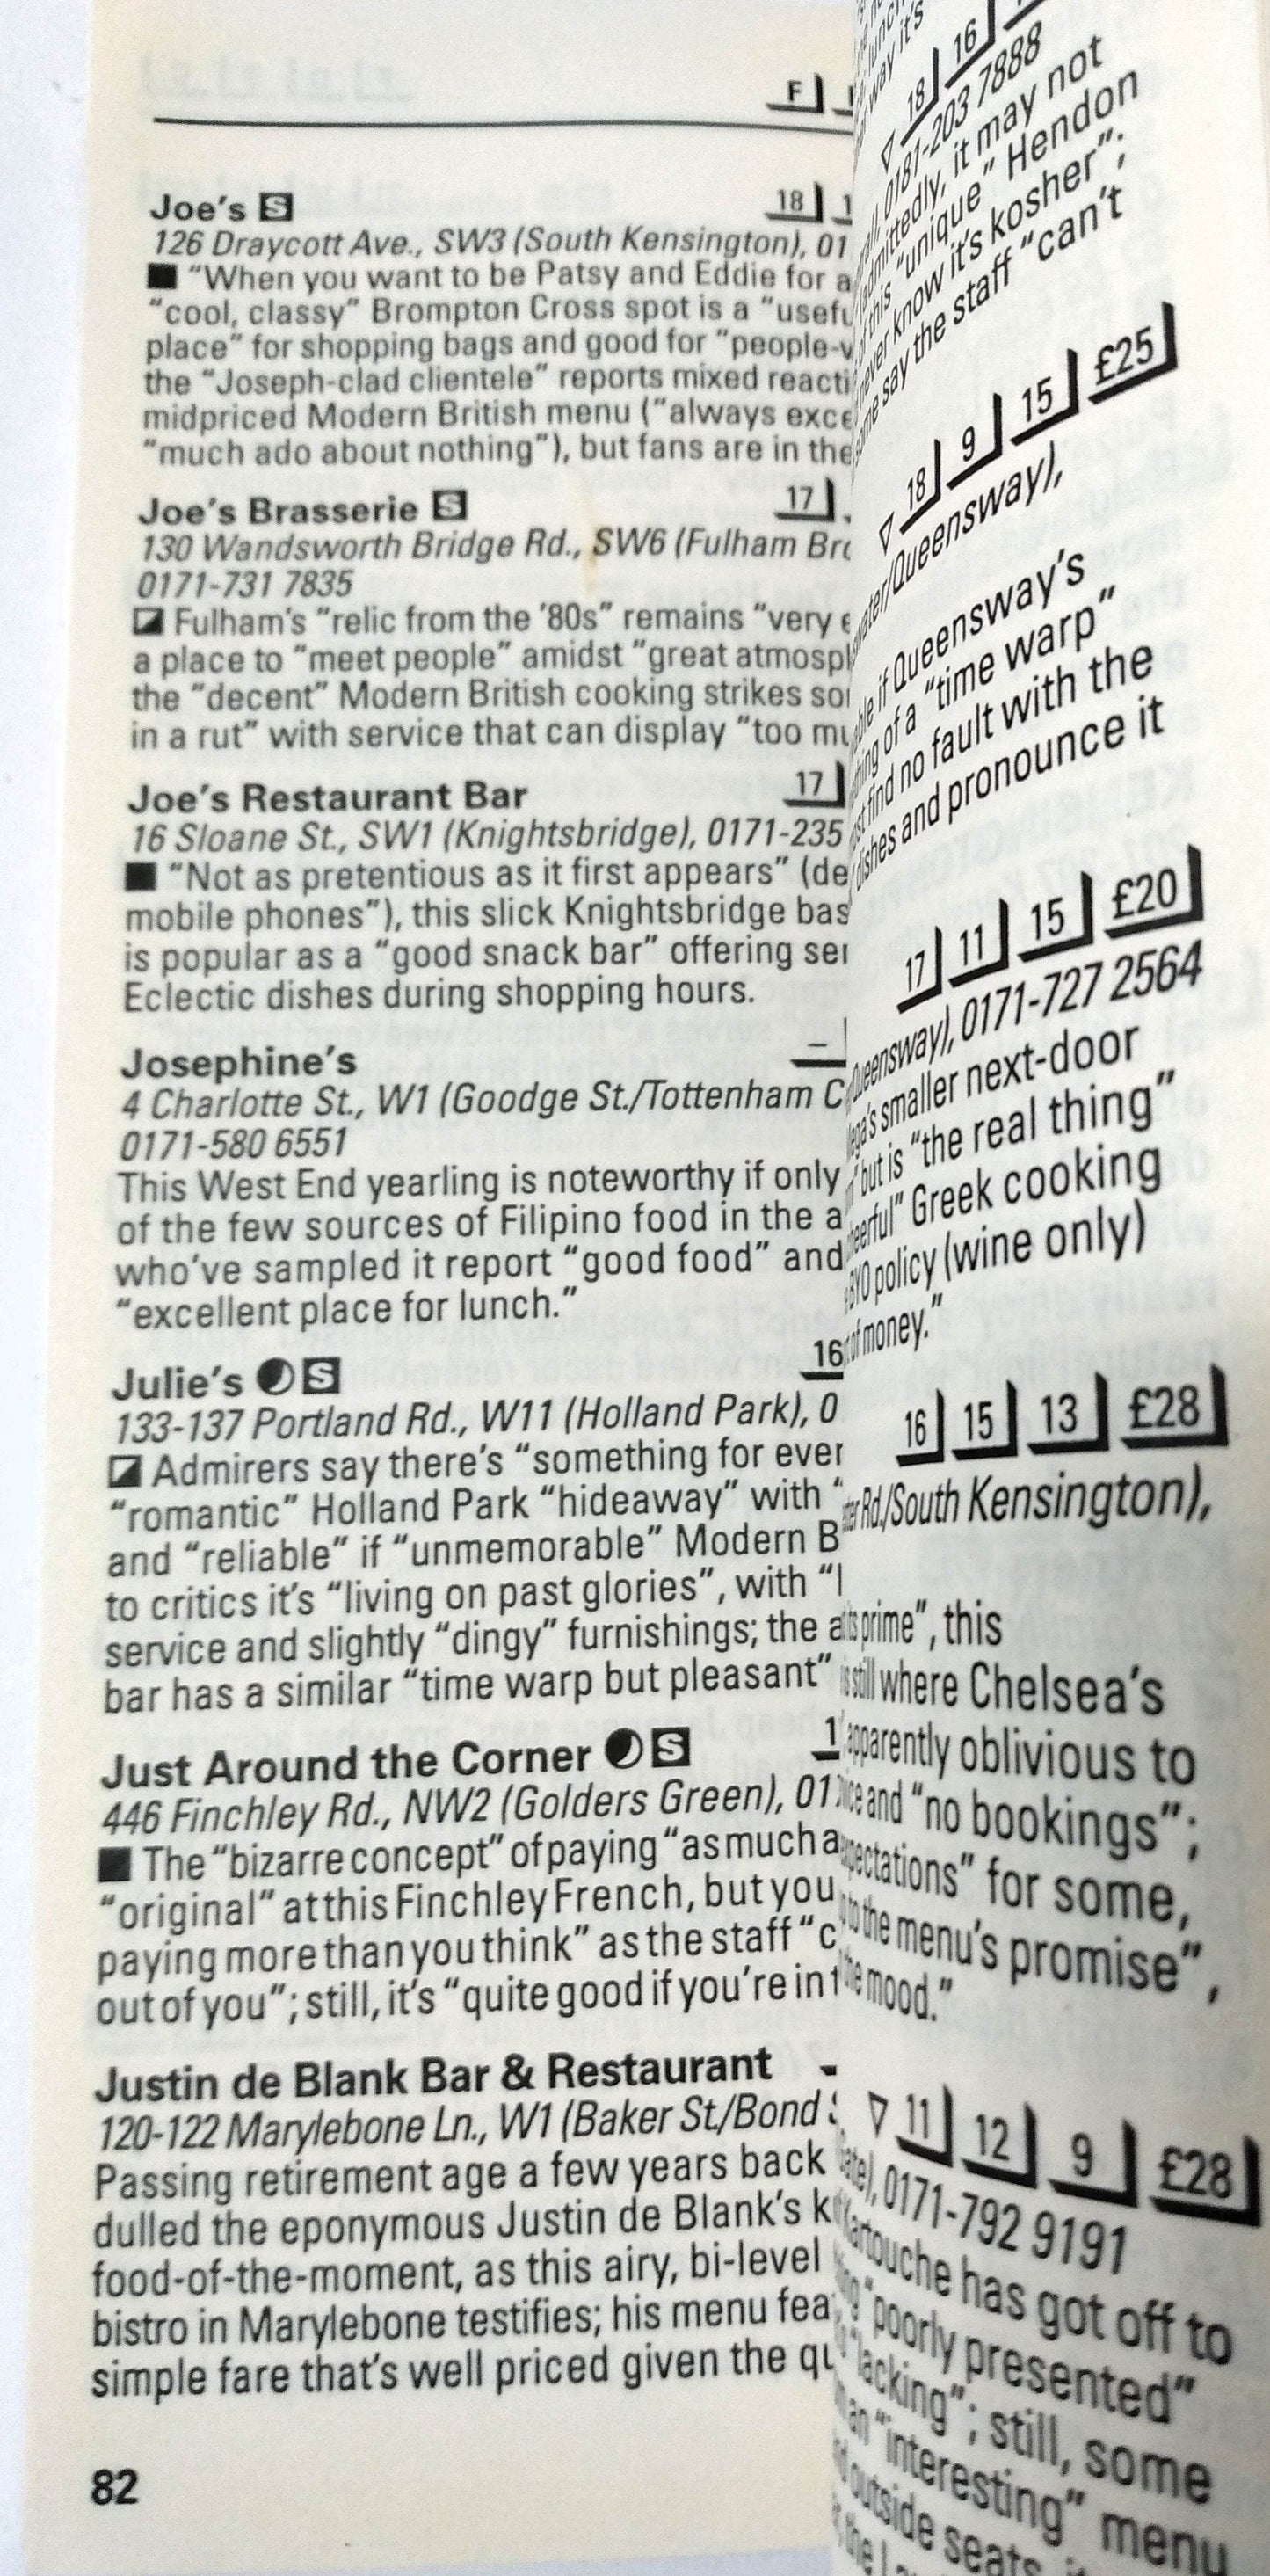 F
Joe's S 18
126 Draycott Ave., SW3 (South Kensington), 01
"When you want to be Patsy and Eddie for a
"cool, classy" Brompton Cross spot is a
place" for shopping bags and good for
the "Joseph-clad clientele" reports mixed
midpriced Modern British menu ("always
"much ado about nothing"), but fans are in the
Joe's Brasserie S 17
130 Wandsworth Bridge Rd., SW6 (Fulham
0171-731 7835
Fulham's "relic from the '80s" remains "very
a place to "meet people" amidst "great
the "decent" Modern British cooking strikes
in a rut" with service that can display "too
Joe's Restaurant Bar 17
16 Sloane St., SW1 (Knightsbridge), 0171-235
"Not as pretentious as it first appears" (de
mobile phones"), this slick Knightsbridge bas
is popular as a "good snack bar" offering
Eclectic dishes during shopping hours.
Josephine's –
4 Charlotte St., W1 (Goodge St./Tottenham C
0171-580 6551
This West End yearling is noteworthy if only
of the few sources of Filipino food in the a
who've sampled it report "good food" and
"excellent place for lunch."
Julie's S 16
133-137 Portland Rd., W11 (Holland Park), 0
Admirers say there's "something for ever
"romantic" Holland Park "hideaway" with "
and "reliable" if "unmemorable" Modern B
to critics it's "living on past glories", with "
service and slightly "dingy" furnishings; the a
bar has a similar "time warp but pleasant"
Just Around the Corner S 1
446 Finchley Rd., NW2 (Golders Green), 01
The "bizarre concept" of paying "as much a
"original" at this Finchley French, but you
paying more than you think" as the staff "c
out of you"; still, it's "quite good if you're in
Justin de Blank Bar & Restaurant
120-122 Marylebone Ln., W1 (Baker St./Bond
Passing retirement age a few years back
dulled the eponymous Justin de Blank's k
food-of-the-moment, as this airy, bi-level
bistro in Marylebone testifies; his menu fea
simple fare that's well priced given the
82
way it's
18 16
0181-203 7888
it may not
of this "unique" Hendon
never know it's kosher";
say the staff "can't
18 9 15 £25
Queensway),
if Queensway's
of a "time warp"
find no fault with the
dishes and pronounce it
17 11 15 £20
Queensway), 0171-727 2564
smaller next-door
but is "the real thing"
Greek cooking
BYO policy (wine only)
of money."
16 15 13 £28
Rd./South Kensington),
prime", this
still where Chelsea's
apparently oblivious to
and "no bookings";
for some,
the menu's promise",
mood."
11 12 9 £28
0171-792 9191
has got off to
"poorly presented"
"lacking"; still, some
an "interesting" menu
outside seats,
the